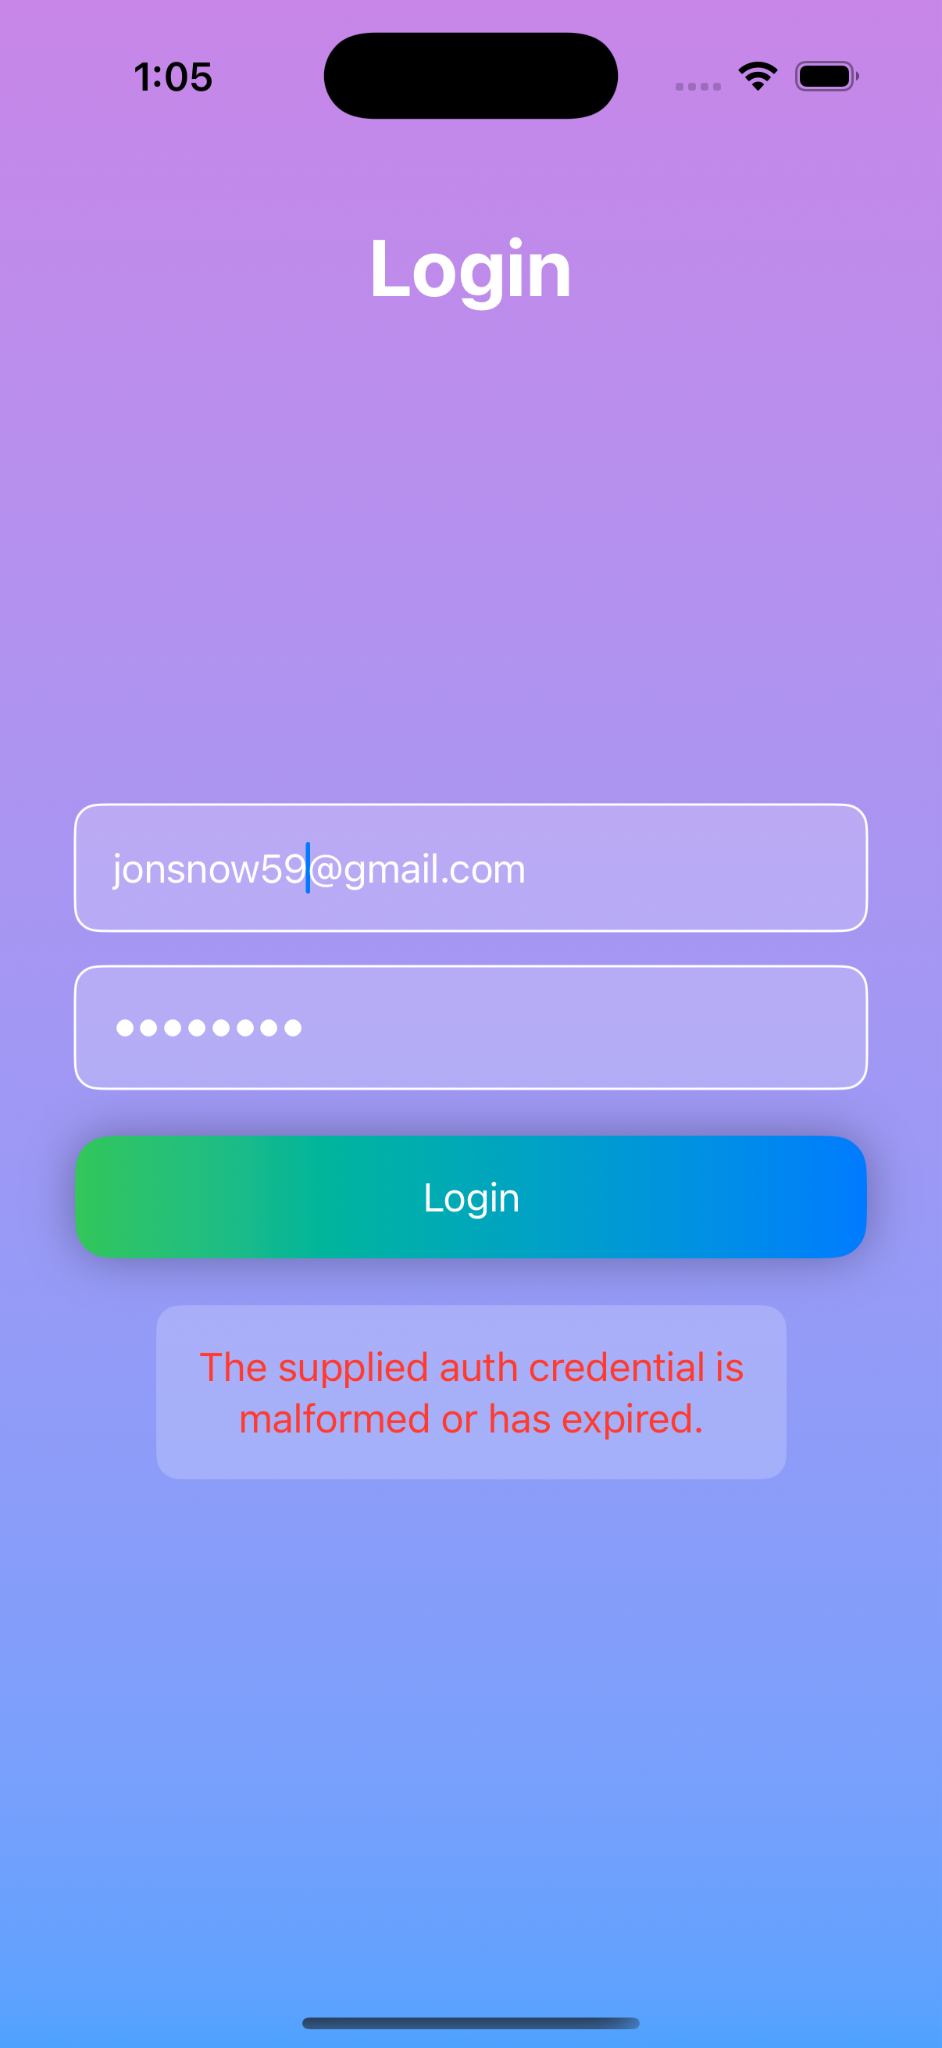 1:05
Login
jonsnow59@gmail.com
••••••••
Login
The supplied auth credential is
malformed or has expired.